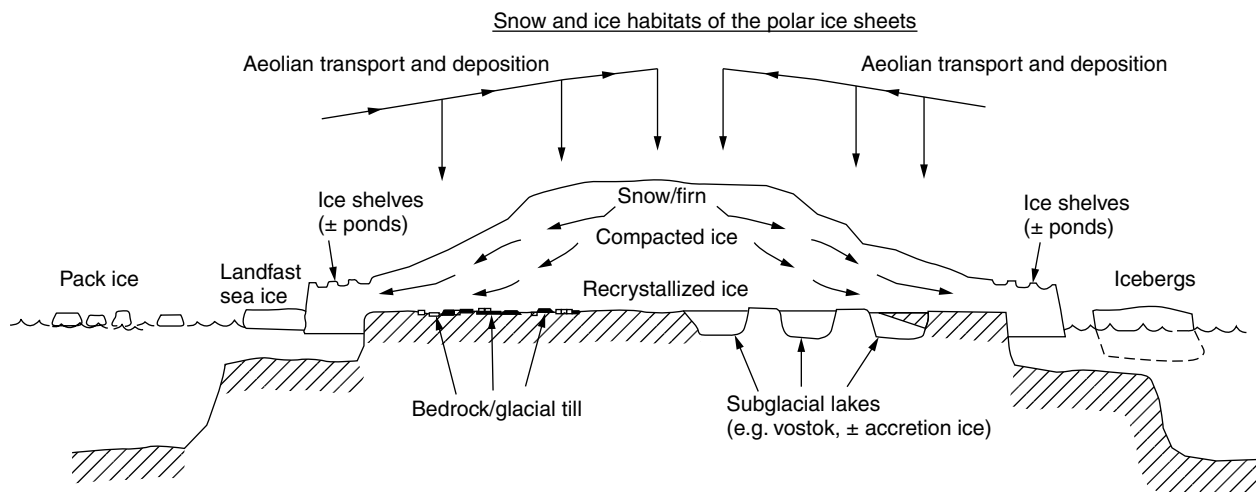 Snow and ice habitats of the polar ice sheets
Aeolian transport and deposition
Aeolian transport and deposition
Ice shelves
(± ponds)
Snow/firn
Ice shelves
(± ponds)
Compacted ice
Pack ice
Landfast
sea ice
Icebergs
Recrystallized ice
Bedrock/glacial till
Subglacial lakes
(e.g. vostok, ± accretion ice)